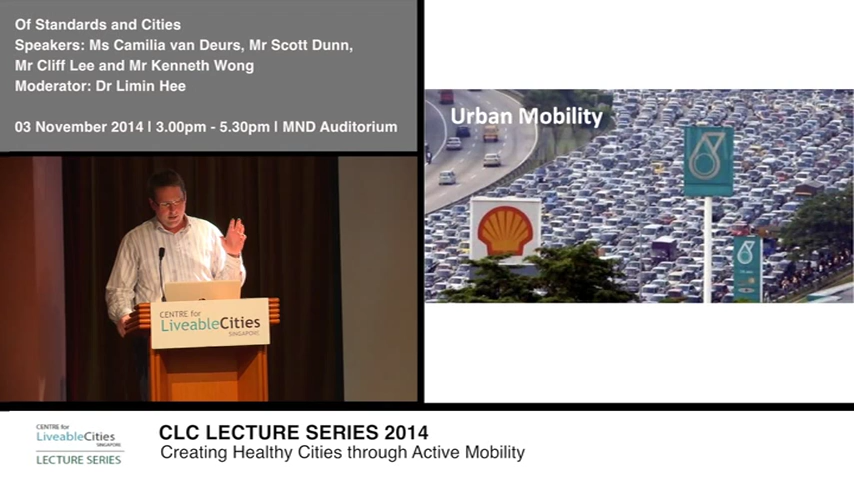 Of Standards and Cities
Speakers: Ms Camilia van Deurs, Mr Scott Dunn,
Mr Cliff Lee and Mr Kenneth Wong
Moderator: Dr Limin Hee
03 November 2014 | 3.00pm - 5.30pm | MND Auditorium
Urban Mobility
CENTRE for
LiveableCities
SINGAPORE
CENTRE for
LiveableCities
SINGAPORE
LECTURE SERIES
CLC LECTURE SERIES 2014
Creating Healthy Cities through Active Mobility